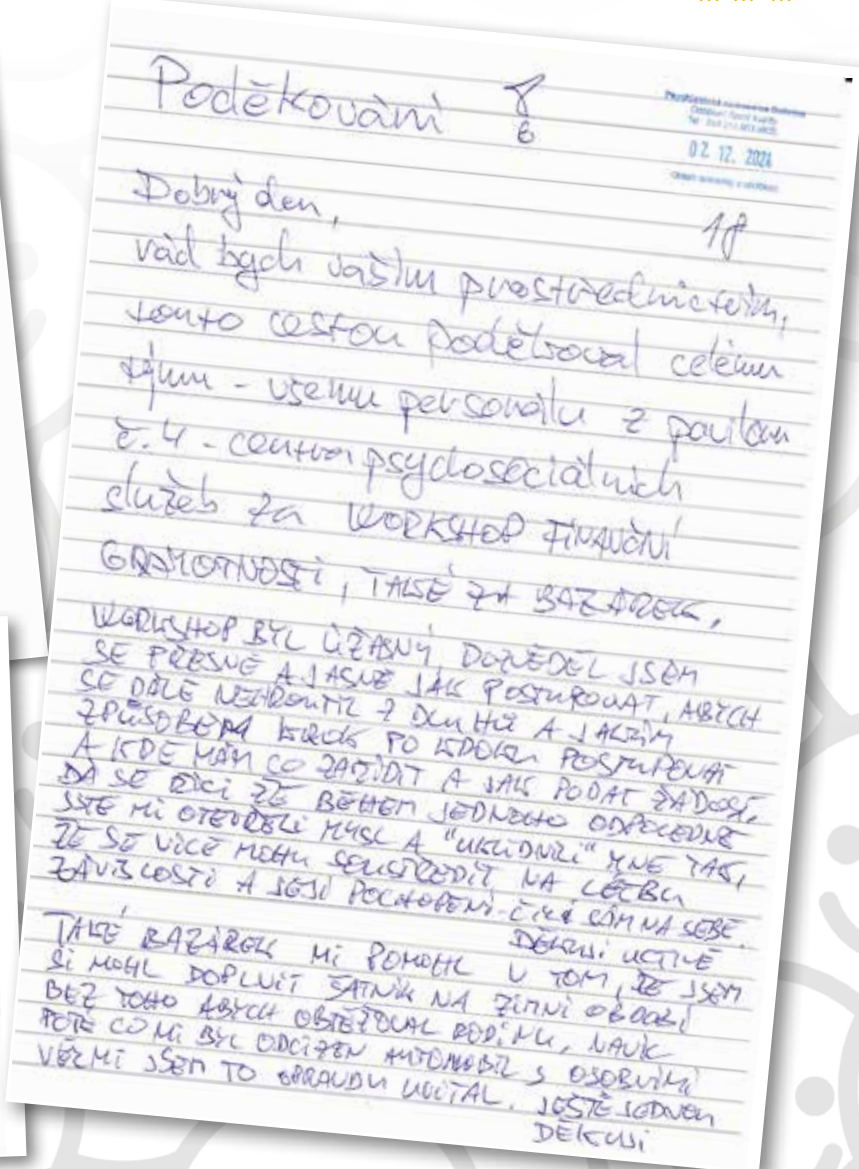 Poděkování
02. 12. 2024
Dobrý den,
18
rád bych vaším prostřednictvím,
touto cestou poděkoval celému
týmu - všemu personálu z pavilonu
č. 4 - centra psychosociálních
služeb za WORKSHOP FINANČNÍ
GRAMOTNOSTI, TAKÉ ZA BAZÁREK.
WORKSHOP BYL ÚŽASNÝ DOZVĚDĚL JSEM
SE PŘESNĚ A JASNĚ JAK POSTUPOVAT, ABYCH
SE DÁLE NEHROUTIL Z DLUHŮ A JAKÝM
ZPŮSOBEM KROK PO KROKU POSTUPOVAT
A KDE MÁM CO ZAŘÍDIT A JAK PODAT ŽÁDOST.
DÁ SE ŘÍCI ŽE BĚHEM JEDNOHO ODPOLEDNE
JSTE MI OTEVŘELI MYSL A "UKLIDNILI" MNE TAK,
ŽE SE VÍCE MOHU SOUSTŘEDIT NA LÉČBU
ZÁVISLOSTI A JEJÍ POCHOPENÍ - SÁM NA SEBE.
DĚKUJI UCTIVĚ
TAKÉ BAZÁREK MI POMOHL V TOM, ŽE JSEM
SI MOHL DOPLNIT ŠATNÍK NA ZIMNÍ OBDOBÍ
BEZ TOHO ABYCH OBTĚŽOVAL RODINU, NAVÍC
POTÉ CO MI BYL ODCIZEN AUTOMOBIL S OSOBNÍMI
VĚCMI JSEM TO OPRAVDU UVÍTAL. JEŠTĚ JEDNOU
DĚKUJI